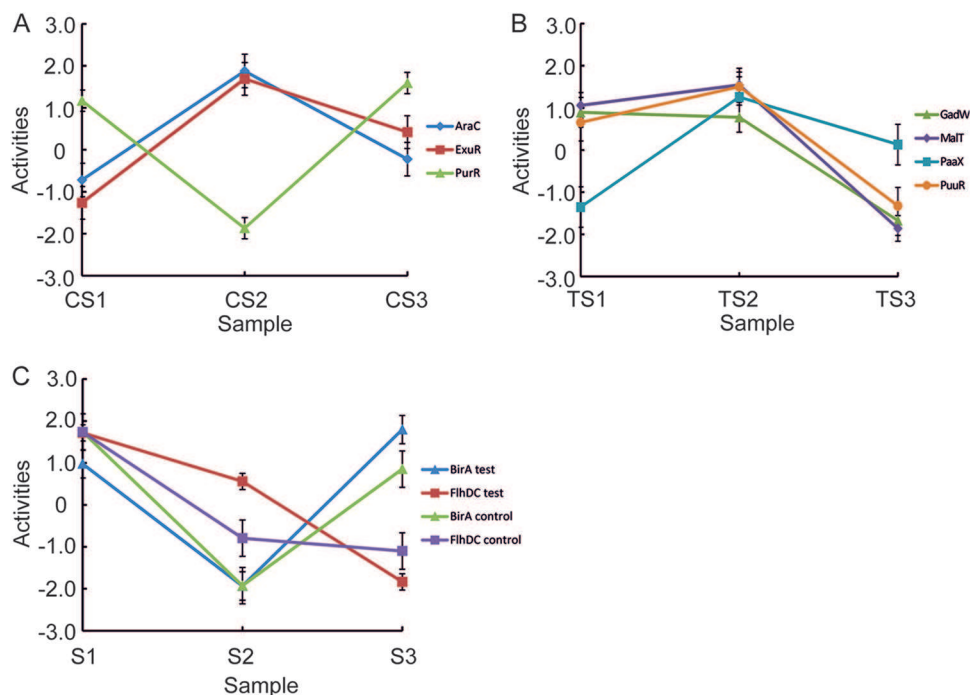 A
3.0
2.0
1.0
0
-1.0
-2.0
-3.0
Activities
CS1 CS2 CS3
Sample
AraC
ExuR
PurR
B
3.0
2.0
1.0
0
-1.0
-2.0
-3.0
Activities
TS1 TS2 TS3
Sample
GadW
MalT
PaaX
PuuR
C
3.0
2.0
1.0
0
-1.0
-2.0
-3.0
Activities
S1 S2 S3
Sample
BirA test
FlhDC test
BirA control
FlhDC control